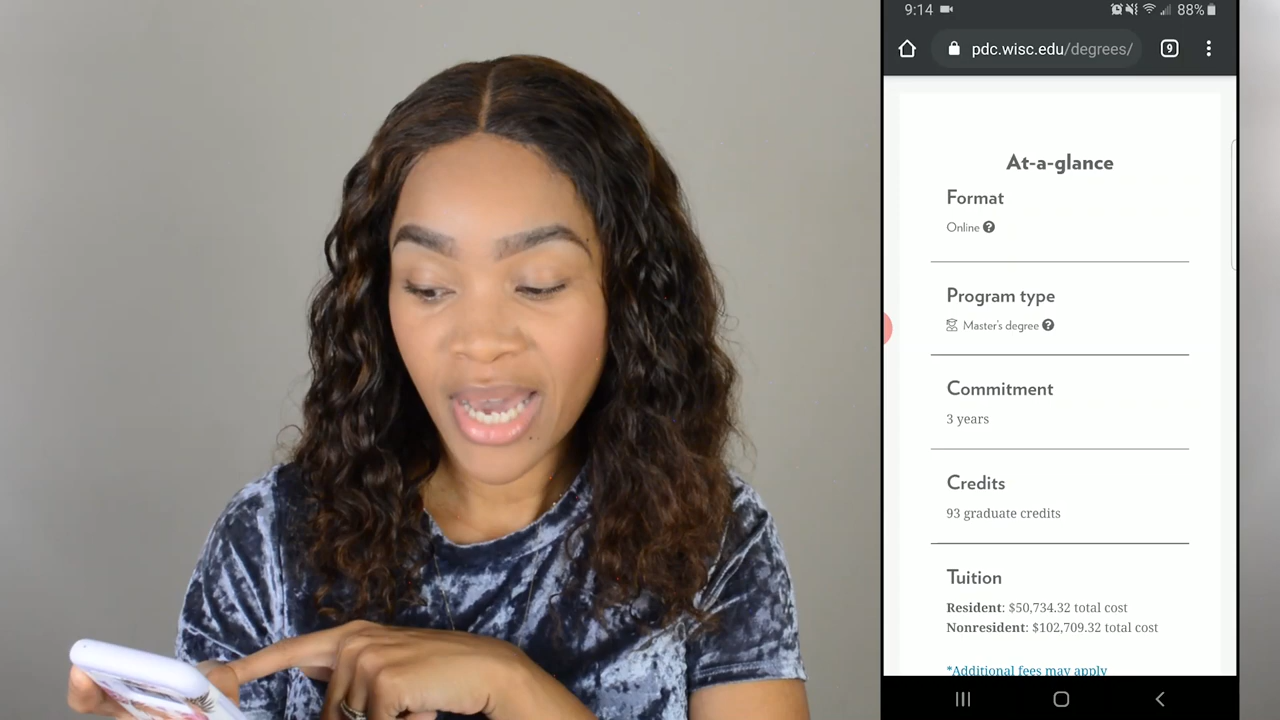 9:14
88%
pdc.wisc.edu/degrees/
9
At-a-glance
Format
Online ?
Program type
Master's degree ?
Commitment
3 years
Credits
93 graduate credits
Tuition
Resident: $50,734.32 total cost
Nonresident: $102,709.32 total cost
*Additional fees may apply